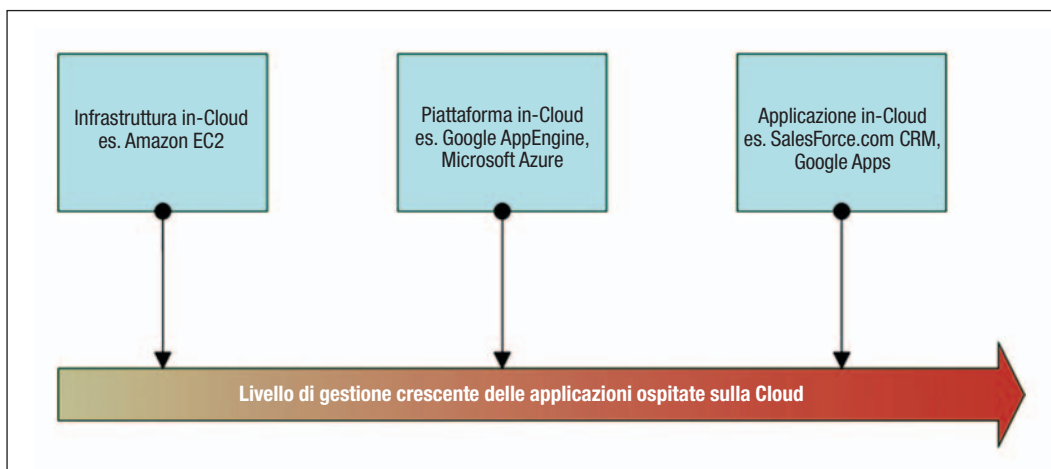 Infrastruttura in-Cloud
es. Amazon EC2
Piattaforma in-Cloud
es. Google AppEngine,
Microsoft Azure
Applicazione in-Cloud
es. SalesForce.com CRM,
Google Apps
Livello di gestione crescente delle applicazioni ospitate sulla Cloud